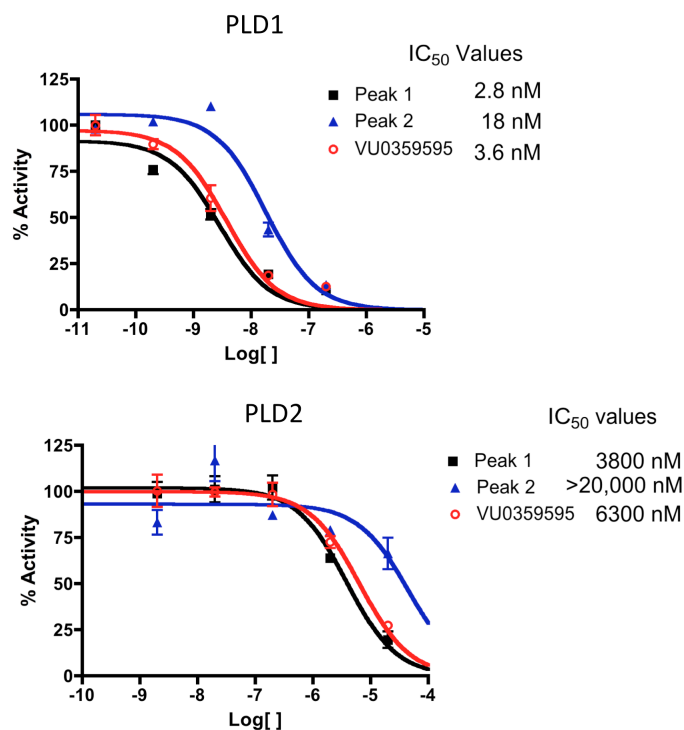 PLD1
IC50 Values
Peak 1 2.8 nM
Peak 2 18 nM
VU0359595 3.6 nM
% Activity
125
100
75
50
25
0
-11 -10 -9 -8 -7 -6 -5
Log[ ]
PLD2
IC50 values
Peak 1 3800 nM
Peak 2 >20,000 nM
VU0359595 6300 nM
% Activity
125
100
75
50
25
0
-10 -9 -8 -7 -6 -5 -4
Log[ ]